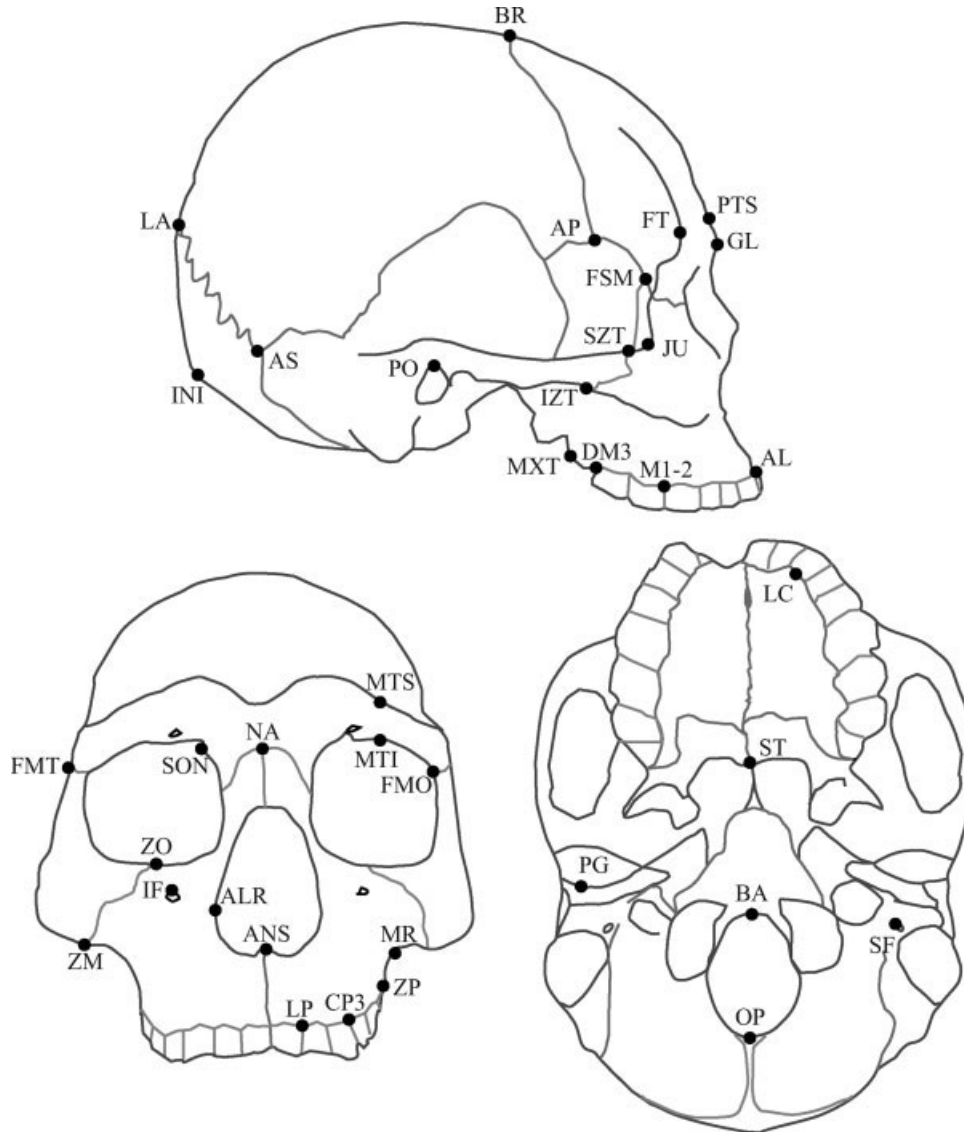 BR
PTS
LA
FT
AP
GL
FSM
SZT
JU
AS
PO
INI
IZT
MXT
DM3
M1-2
AL
MTS
NA
FMT
SON
MTI
FMO
ZO
IF
ALR
ANS
MR
ZM
ZP
LP
CP3
LC
ST
PG
BA
SF
OP